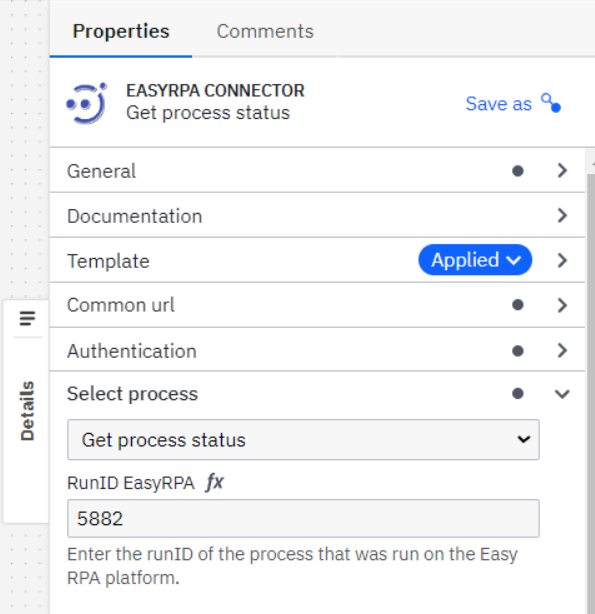 Properties
Comments
EASYRPA CONNECTOR
Get process status
Save as
General
Documentation
Template
Applied
Common url
Authentication
Details
Select process
Get process status
RunID EasyRPA fx
5882
Enter the runID of the process that was run on the Easy
RPA platform.